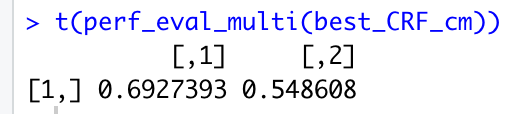 > t(perf_eval_multi(best_CRF_cm))
          [,1]     [,2]
[1,] 0.6927393 0.548608